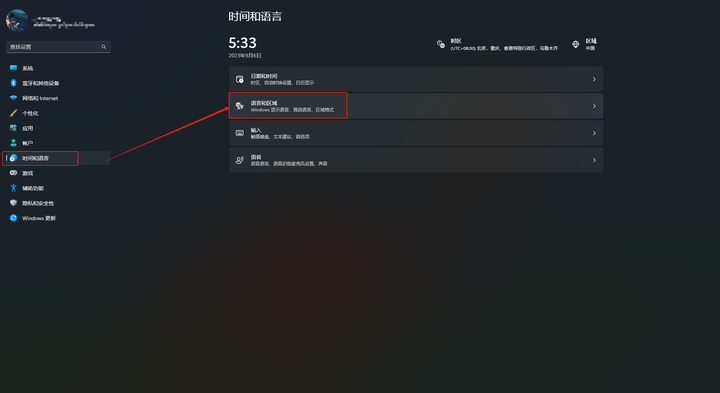 时间和语言
查找设置
系统
蓝牙和其他设备
网络和 Internet
个性化
应用
帐户
时间和语言
游戏
辅助功能
隐私和安全性
Windows 更新
5:33
2023年9月6日
时区
(UTC+08:00) 北京，重庆，香港特别行政区，乌鲁木齐
区域
中国
日期和时间
时区、自动时钟设置、日历显示
语言和区域
Windows 显示语言、首选语言、区域格式
输入
触摸键盘、文本建议、首选项
语音
语音语言、语音识别麦克风设置、声音